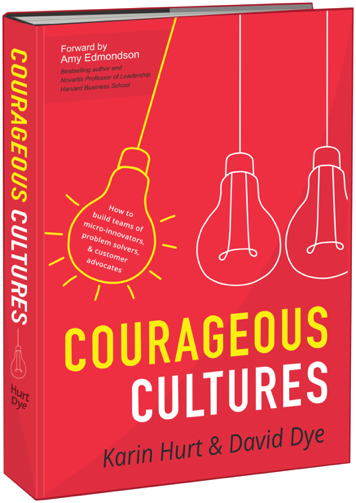 Forward by
Amy Edmondson
Bestselling author and
Novartis Professor of Leadership
Harvard Business School
How to
build teams of
micro-innovators,
problem solvers,
& customer
advocates
COURAGEOUS
CULTURES
Karin Hurt & David Dye
COURAGEOUS CULTURES
Hurt
Dye